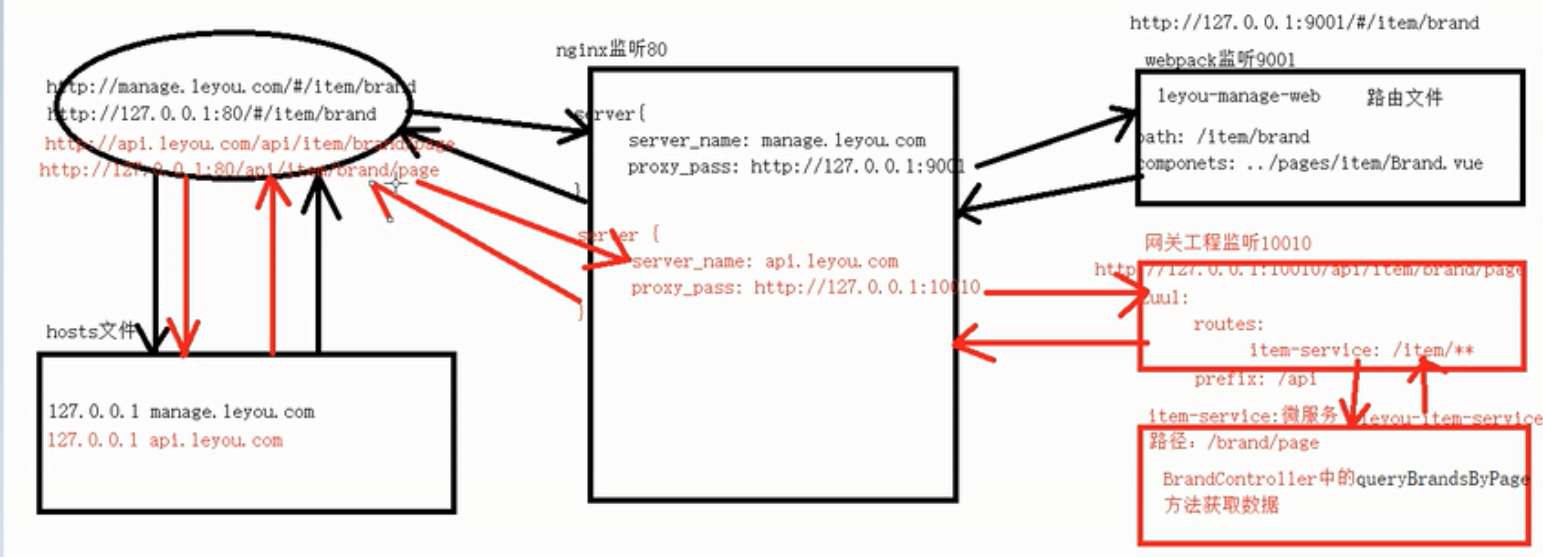 http://manage.leyou.com/#/item/brand
http://127.0.0.1:80/#/item/brand
http://api.leyou.com/api/item/brand/page
http://127.0.0.1:80/api/item/brand/page
hosts文件
127.0.0.1 manage.leyou.com
127.0.0.1 api.leyou.com
nginx监听80
server{
server_name: manage.leyou.com
proxy_pass: http://127.0.0.1:9001
}
server {
server_name: api.leyou.com
proxy_pass: http://127.0.0.1:10010
}
http://127.0.0.1:9001/#/item/brand
webpack监听9001
leyou-manage-web 路由文件
path: /item/brand
componets: ../pages/item/Brand.vue
网关工程监听10010
http://127.0.0.1:10010/api/item/brand/page
zuul:
routes:
item-service: /item/**
prefix: /api
item-service:微服务 leyou-item-service
路径: /brand/page
BrandController中的queryBrandsByPage
方法获取数据